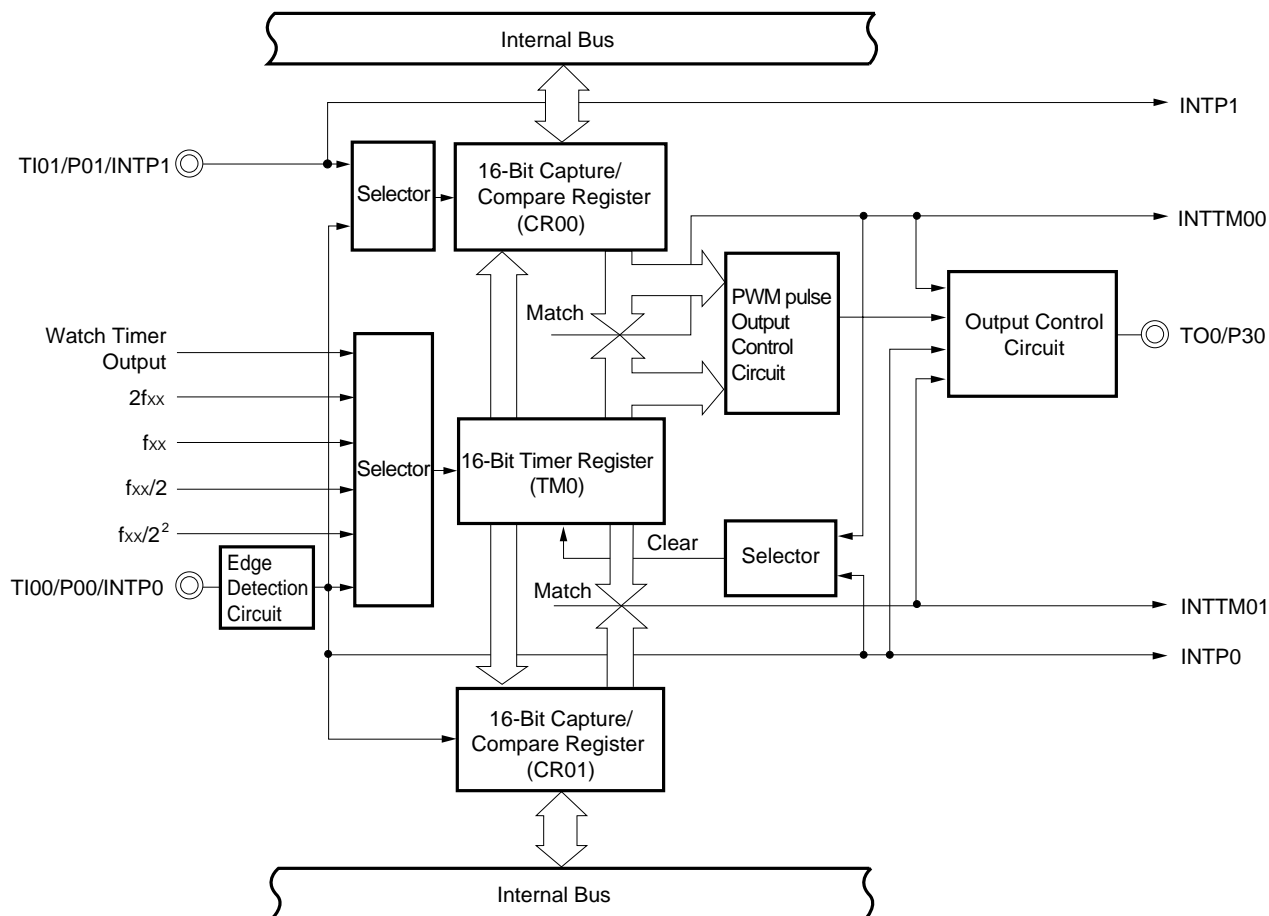 Internal Bus
INTP1
TI01/P01/INTP1
Selector
16-Bit Capture/
Compare Register
(CR00)
INTTM00
Match
PWM pulse
Output
Control
Circuit
Output Control
Circuit
TO0/P30
Watch Timer
Output
2fxx
fxx
fxx/2
fxx/2²
Selector
16-Bit Timer Register
(TM0)
Clear
Selector
TI00/P00/INTP0
Edge
Detection
Circuit
Match
INTTM01
INTP0
16-Bit Capture/
Compare Register
(CR01)
Internal Bus